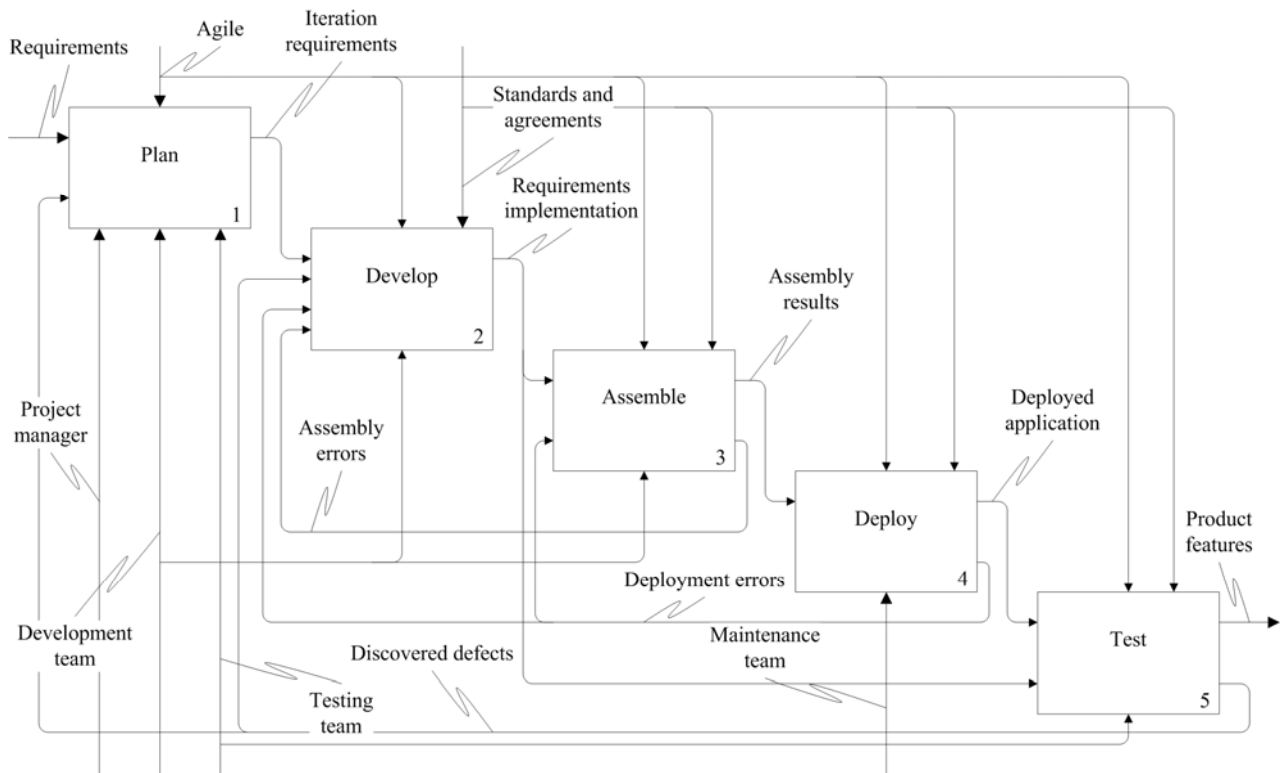 Requirements
Agile
Iteration
requirements
Plan
1
Standards and
agreements
Requirements
implementation
Develop
2
Assembly
results
Assemble
3
Project
manager
Assembly
errors
Deployed
application
Deploy
4
Product
features
Deployment errors
Development
team
Discovered defects
Maintenance
team
Test
5
Testing
team